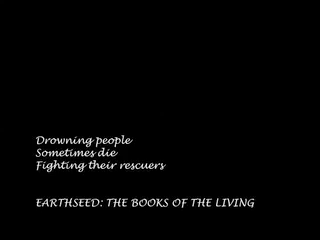 Drowning people
Sometimes die
Fighting their rescuers
EARTHSEED: THE BOOKS OF THE LIVING